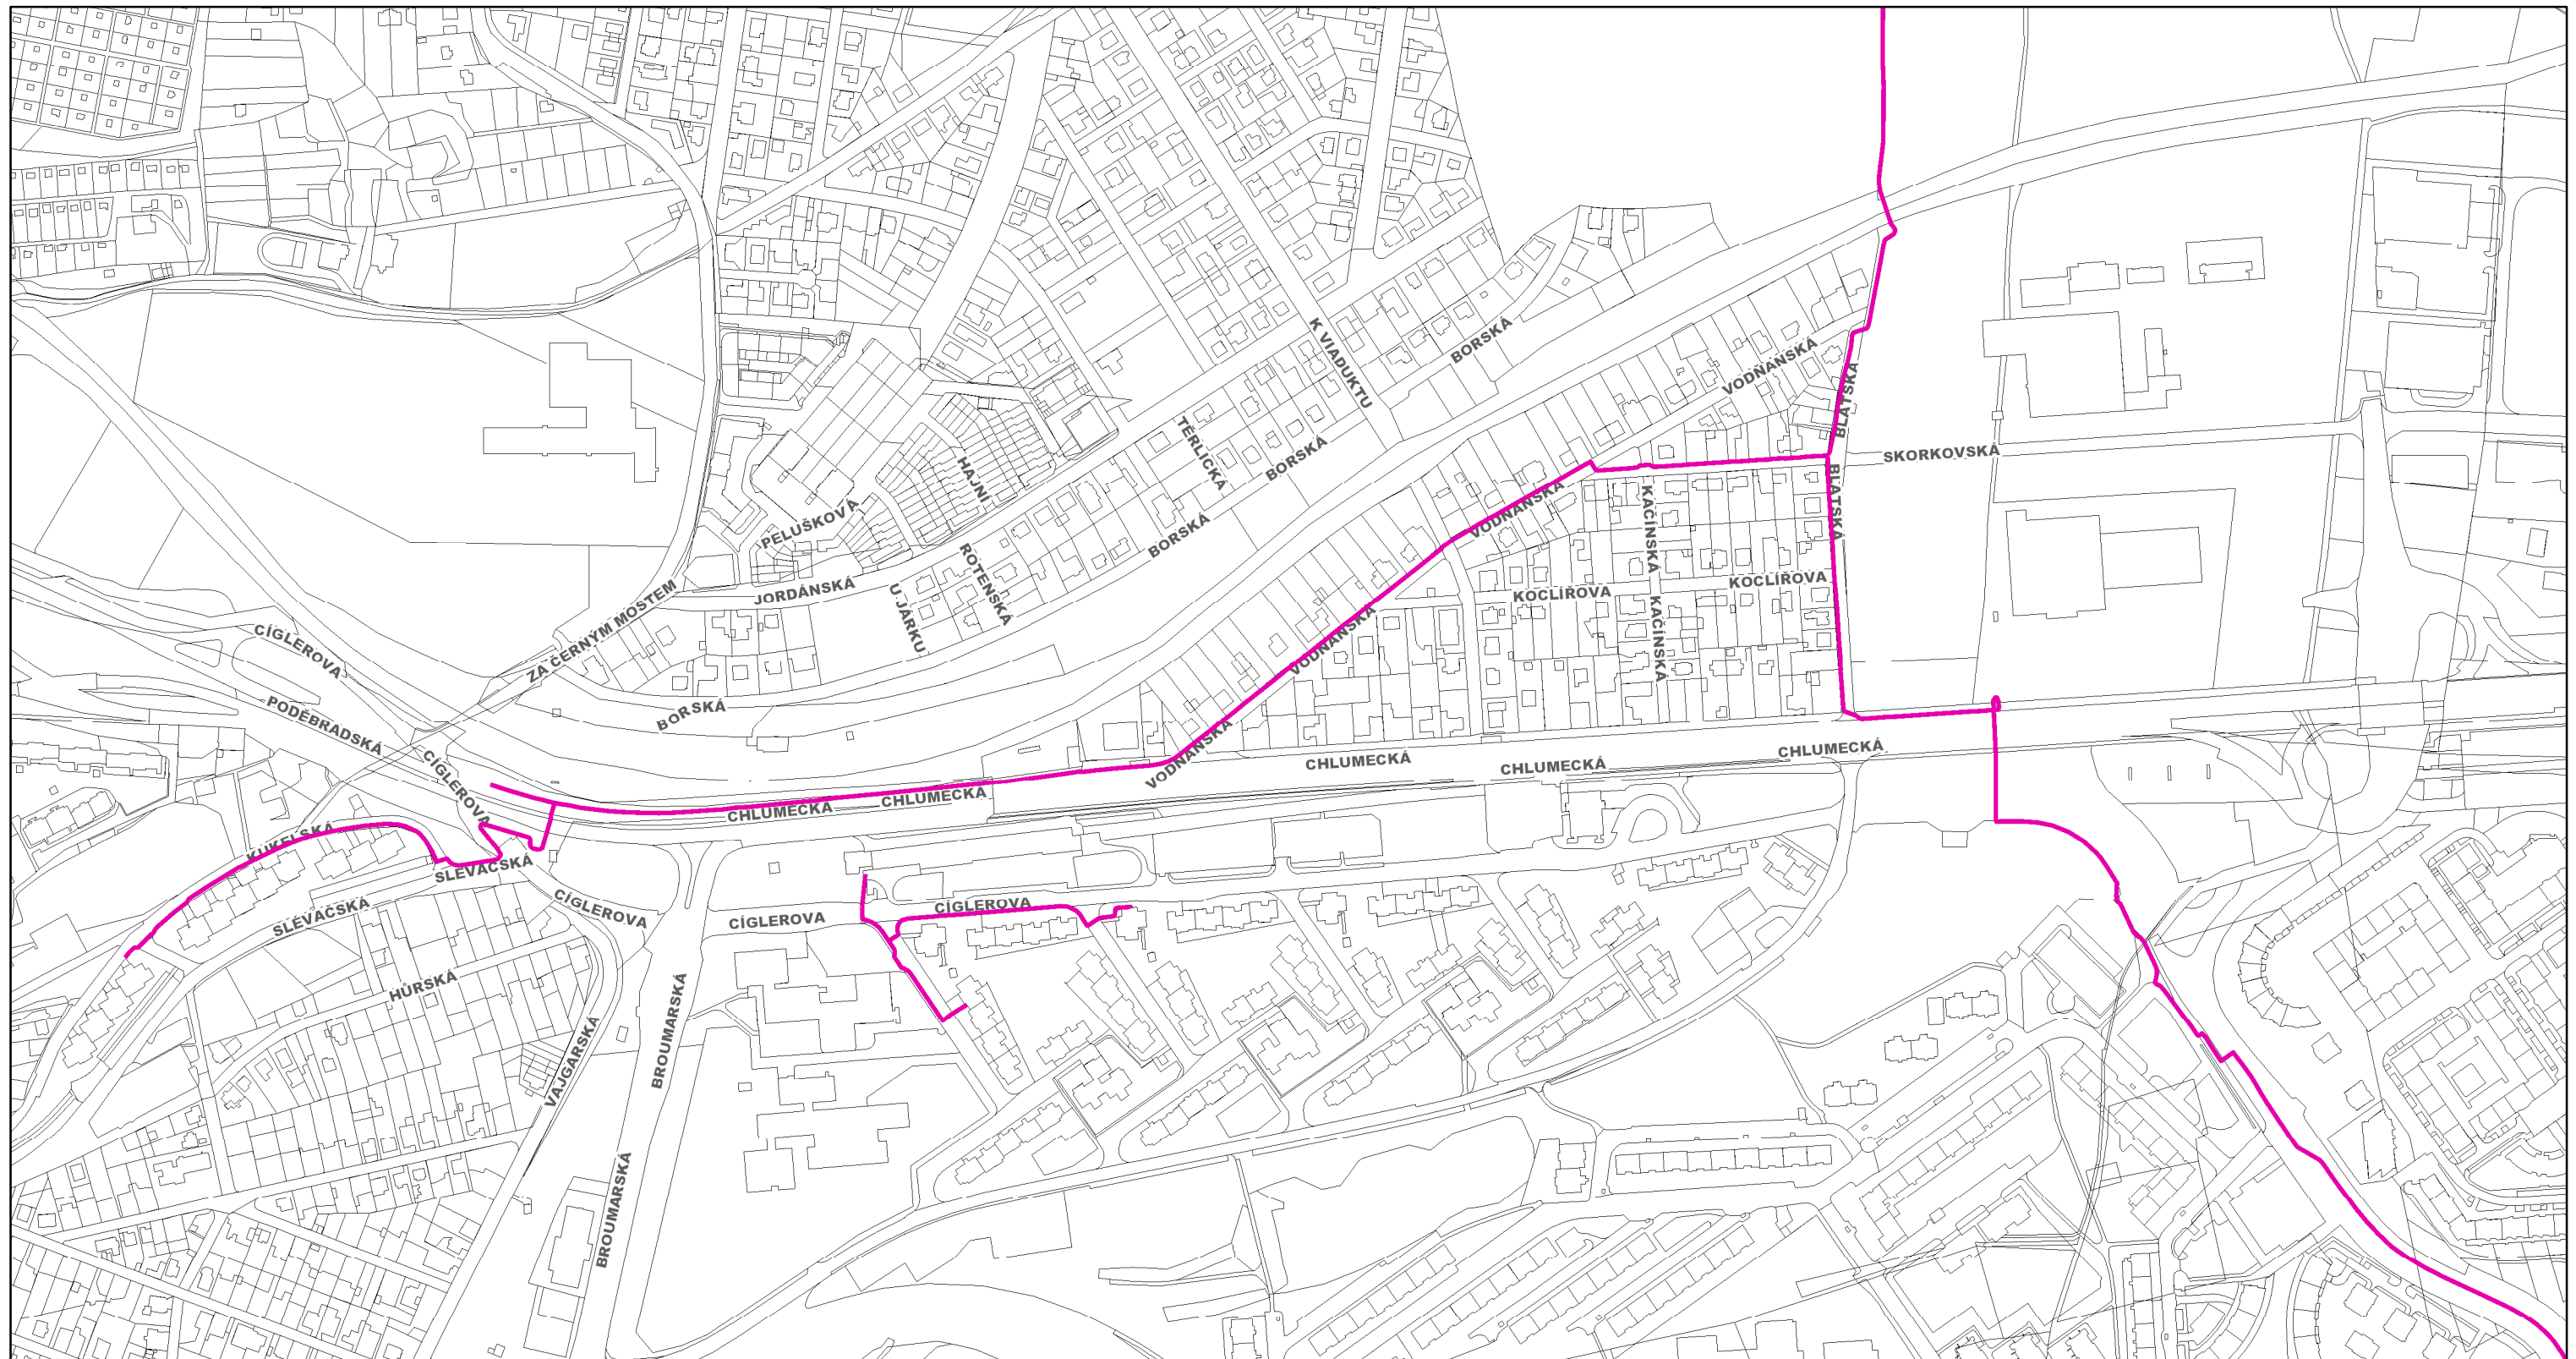 K VIADUKTU
BORSKÁ
VODŇANSKÁ
BLATSKÁ
SKORKOVSKÁ
TĚRLICKÁ
BORSKÁ
HAJNÍ
VODŇANSKÁ
BLATSKÁ
KAČÍNSKÁ
PELUŠKOVÁ
BORSKÁ
ROTENSKÁ
JORDÁNSKÁ
U JÁRKU
KOCLÍŘOVA
KOCLÍŘOVA
KAČÍNSKÁ
ZA ČERNÝM MOSTEM
CÍGLEROVA
VODŇANSKÁ
BORSKÁ
PODĚBRADSKÁ
VODŇANSKÁ
CHLUMECKÁ
CHLUMECKÁ
CHLUMECKÁ
CÍGLEROVA
CHLUMECKÁ
CHLUMECKÁ
KUKELSKÁ
SLÉVAČSKÁ
SLÉVAČSKÁ
CÍGLEROVA
CÍGLEROVA
CÍGLEROVA
HŮRSKÁ
VAJGARSKÁ
BROUMARSKÁ
BROUMARSKÁ